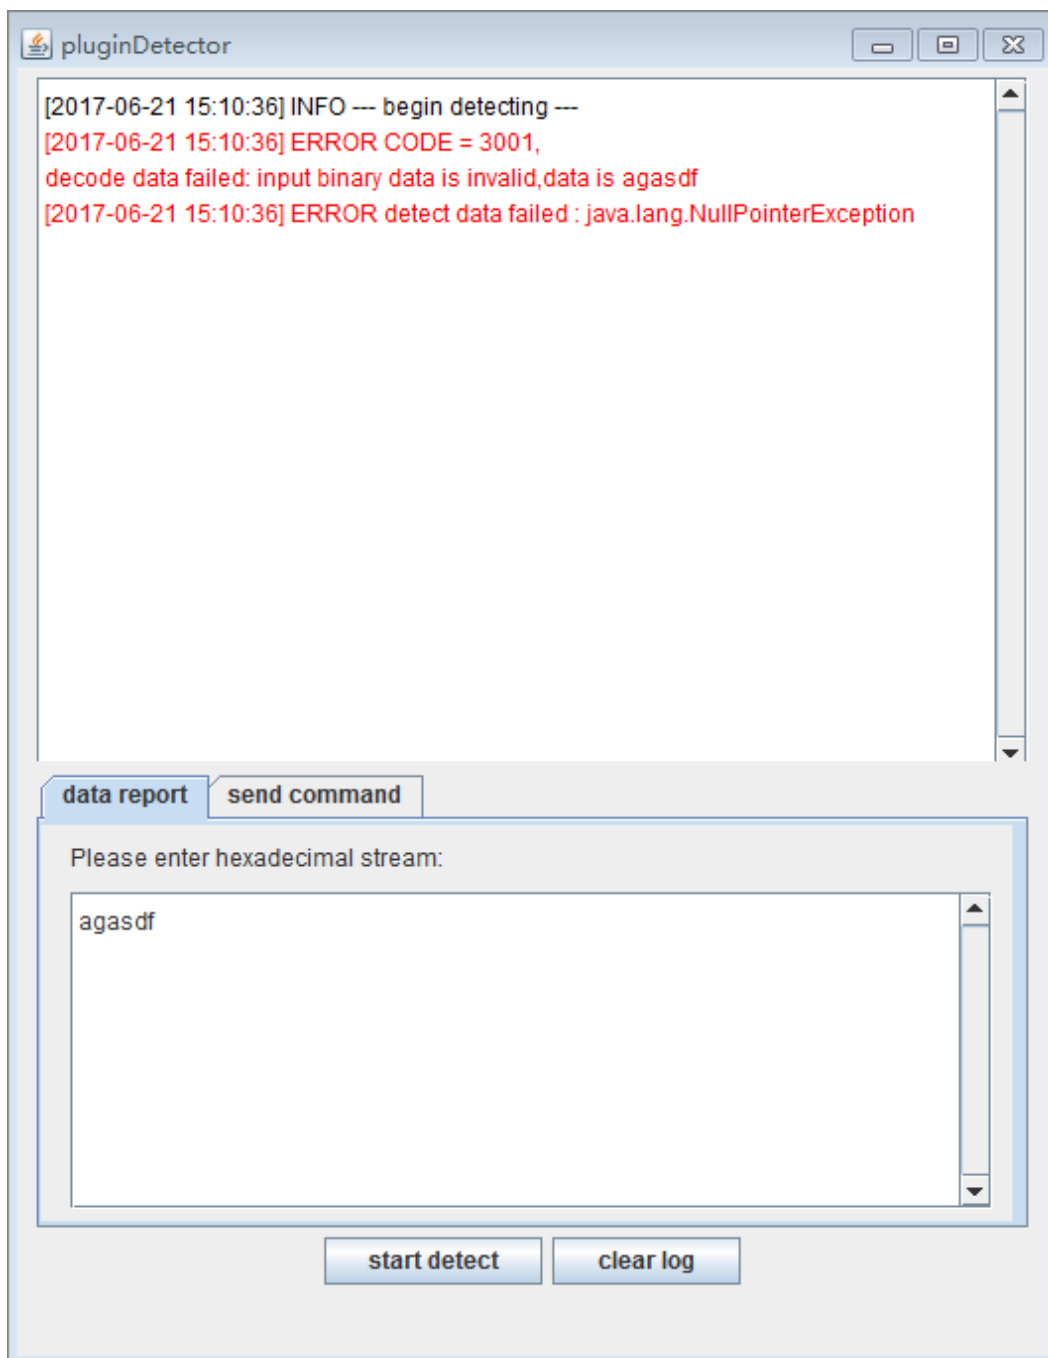 pluginDetector
[2017-06-21 15:10:36] INFO --- begin detecting ---
[2017-06-21 15:10:36] ERROR CODE = 3001,
decode data failed: input binary data is invalid,data is agasdf
[2017-06-21 15:10:36] ERROR detect data failed : java.lang.NullPointerException
data report send command
Please enter hexadecimal stream:
agasdf
start detect clear log